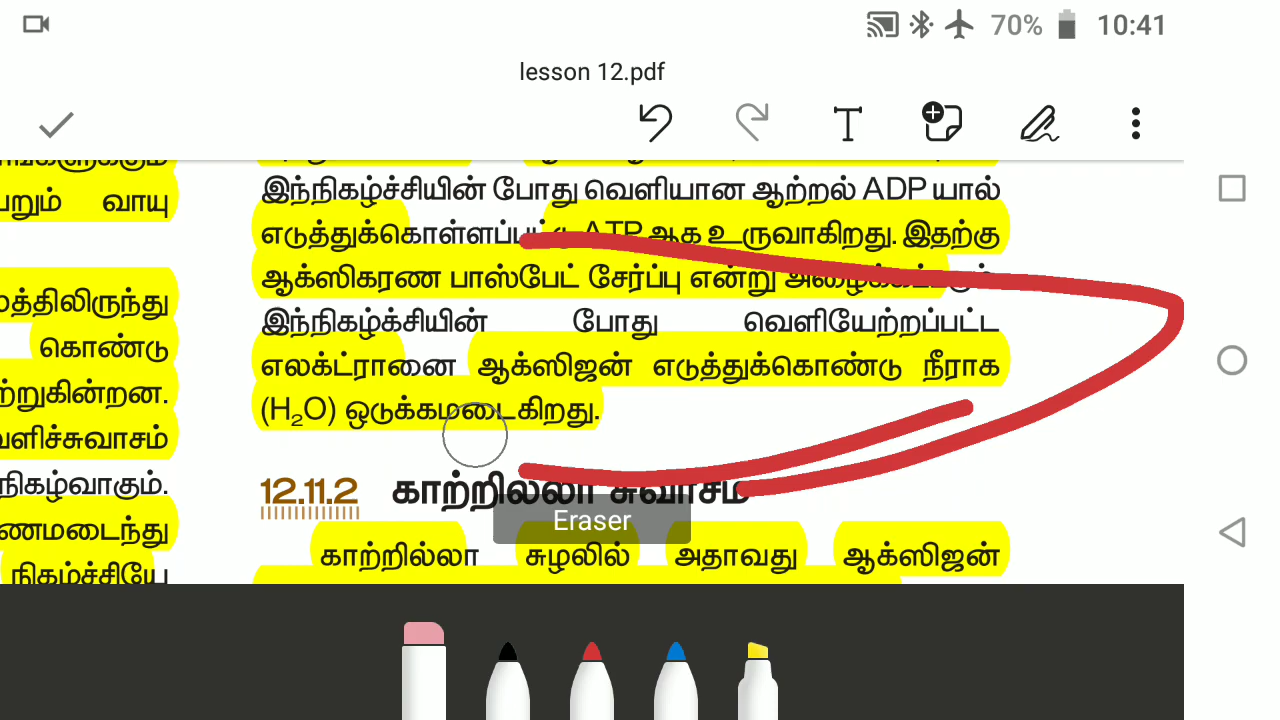 70% 10:41
lesson 12.pdf
T
றும் வாயு
த்திலிருந்து
கொண்டு
ற்றுகின்றன.
வளிச்சுவாசம்
நிகழ்வாகும்.
ணமடைந்து
நிகழ்ச்சியே
இந்நிகழ்ச்சியின் போது வெளியான ஆற்றல் ADP யால்
எடுத்துக்கொள்ளப்பட்டு ATP ஆக உருவாகிறது. இதற்கு
ஆக்ஸிகரண பாஸ்பேட் சேர்ப்பு என்று
இந்நிகழ்க்சியின் போது வெளியேற்றப்பட்ட
எலக்ட்ரானை ஆக்ஸிஜன் எடுத்துக்கொண்டு நீராக
(H₂O) ஒடுக்கமடைகிறது.
12.11.2 காற்றில்லா சுவாசம்
Eraser
காற்றில்லா சுழலில் அதாவது ஆக்ஸிஜன்